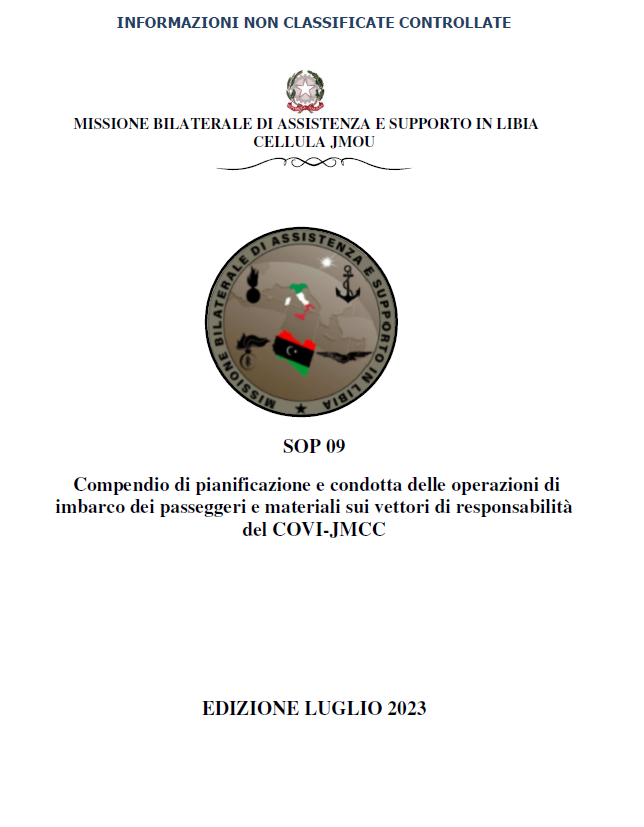 INFORMAZIONI NON CLASSIFICATE CONTROLLATE
MISSIONE BILATERALE DI ASSISTENZA E SUPPORTO IN LIBIA
CELLULA JMOU
MISSIONE BILATERALE DI ASSISTENZA E SUPPORTO IN LIBIA
SOP 09
Compendio di pianificazione e condotta delle operazioni di
imbarco dei passeggeri e materiali sui vettori di responsabilità
del COVI-JMCC
EDIZIONE LUGLIO 2023